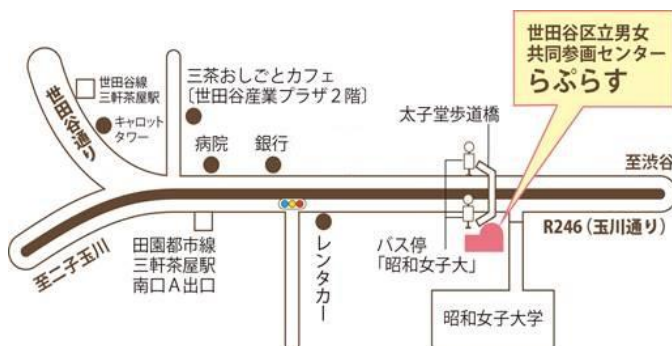 世田谷区立男女
共同参画センター
らぷらす
三茶おしごとカフェ
〔世田谷産業プラザ2階〕
太子堂歩道橋
世田谷線
三軒茶屋駅
世田谷通り
キャロット
タワー
病院
銀行
至渋谷
R246(玉川通り)
至二子玉川
田園都市線
三軒茶屋駅
南口A出口
レンタカー
バス停
「昭和女子大」
昭和女子大学